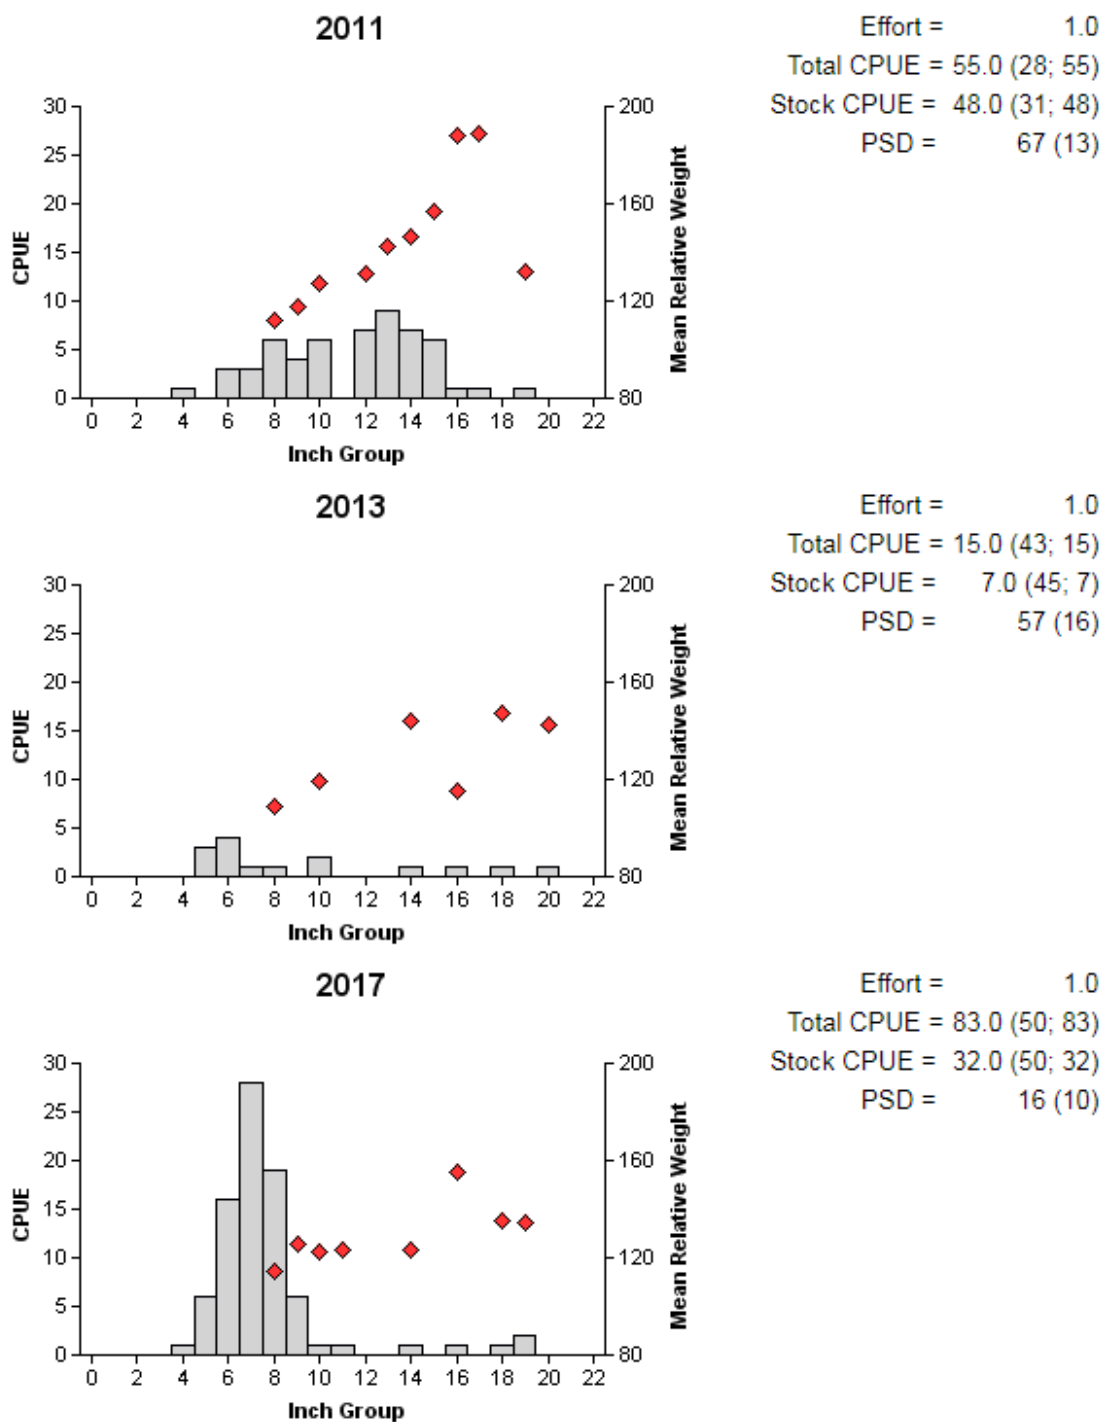 2011
Effort = 1.0
Total CPUE = 55.0 (28; 55)
Stock CPUE = 48.0 (31; 48)
PSD = 67 (13)
30
25
20
15
10
5
0
CPUE
200
160
120
80
Mean Relative Weight
0 2 4 6 8 10 12 14 16 18 20 22
Inch Group
2013
Effort = 1.0
Total CPUE = 15.0 (43; 15)
Stock CPUE = 7.0 (45; 7)
PSD = 57 (16)
30
25
20
15
10
5
0
CPUE
200
160
120
80
Mean Relative Weight
0 2 4 6 8 10 12 14 16 18 20 22
Inch Group
2017
Effort = 1.0
Total CPUE = 83.0 (50; 83)
Stock CPUE = 32.0 (50; 32)
PSD = 16 (10)
30
25
20
15
10
5
0
CPUE
200
160
120
80
Mean Relative Weight
0 2 4 6 8 10 12 14 16 18 20 22
Inch Group